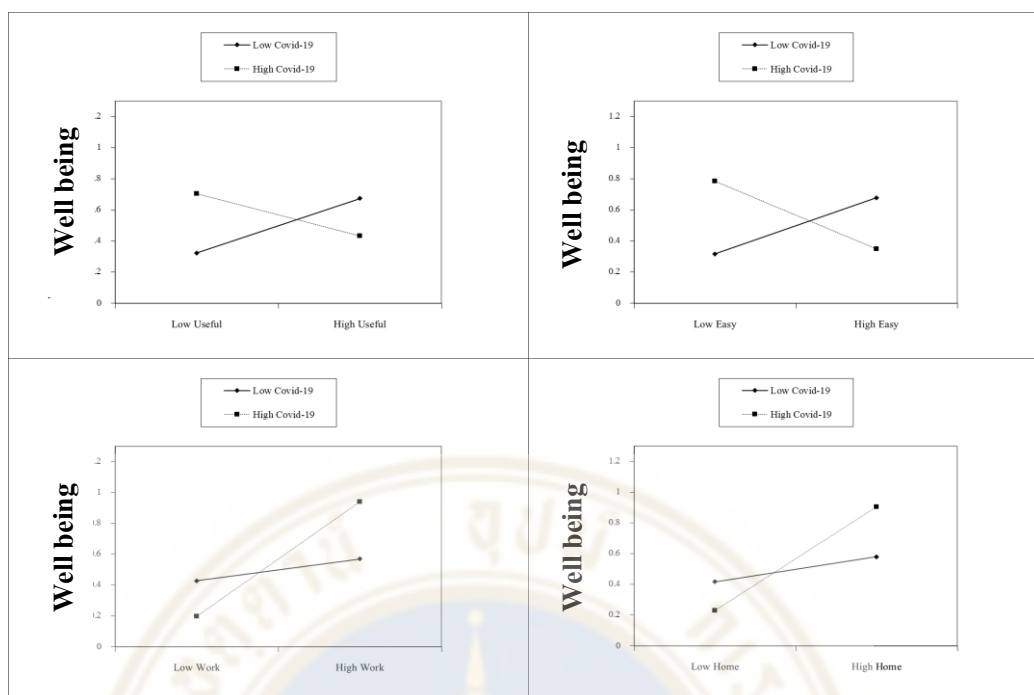 Low Covid-19
High Covid-19
Well being
.2
1
.8
.6
.4
.2
0
Low Useful
High Useful
Low Covid-19
High Covid-19
Well being
1.2
1
0.8
0.6
0.4
0.2
0
Low Easy
High Easy
Low Covid-19
High Covid-19
Well being
.2
1
.8
.6
.4
.2
0
Low Work
High Work
Low Covid-19
High Covid-19
Well being
1.2
1
0.8
0.6
0.4
0.2
0
Low Home
High Home